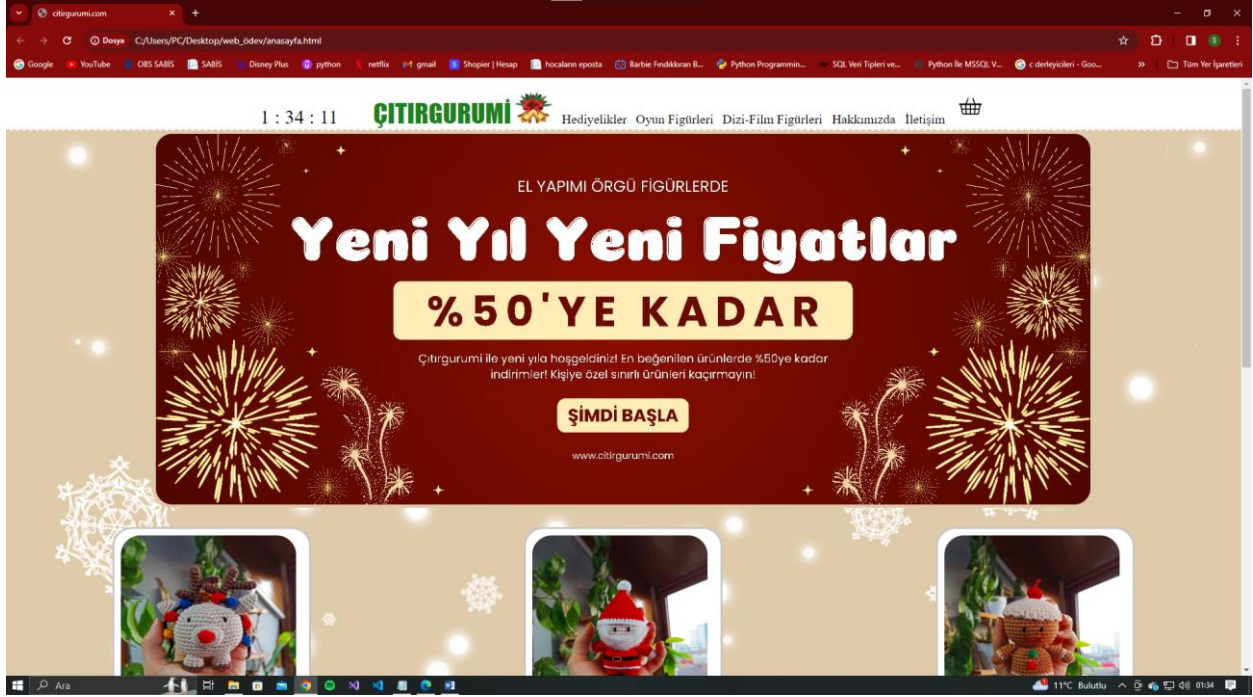 citirgurumi.com
Dosya C:/Users/PC/Desktop/web_ödev/anasayfa.html
Google YouTube OBS SABİS SABİS Disney Plus python netflix gmail Shopier | Hesap hocaların eposta Barbie Fındıkkıran B... Python Programmin... SQL Veri Tipleri ve... Python İle MSSQL V... c derleyicileri - Goo... » Tüm Yer İşaretleri
1 : 34 : 11 ÇITIRGURUMİ Hediyelikler Oyun Figürleri Dizi-Film Figürleri Hakkımızda İletişim
EL YAPIMI ÖRGÜ FİGÜRLERDE
Yeni Yıl Yeni Fiyatlar
%50'YE KADAR
Çıtırgurumi ile yeni yıla hoşgeldiniz! En beğenilen ürünlerde %50ye kadar
indirimler! Kişiye özel sınırlı ürünleri kaçırmayın!
ŞİMDİ BAŞLA
www.citirgurumi.com
Ara 11°C Bulutlu 01:34